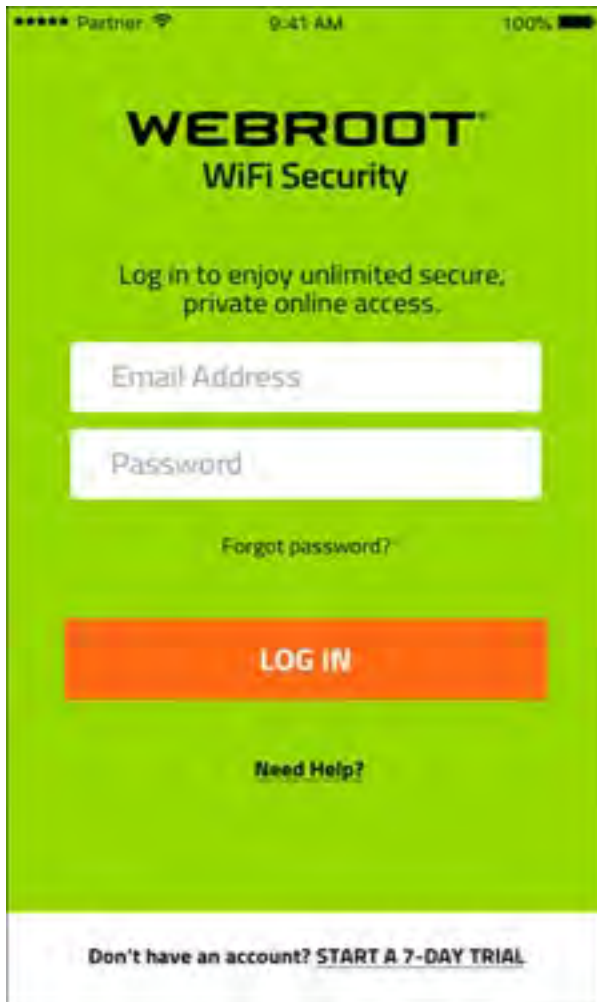 Partner 9:41 AM 100%
WEBROOT
WiFi Security
Log in to enjoy unlimited secure,
private online access.
Email Address
Password
Forgot password?
LOG IN
Need Help?
Don't have an account? START A 7-DAY TRIAL